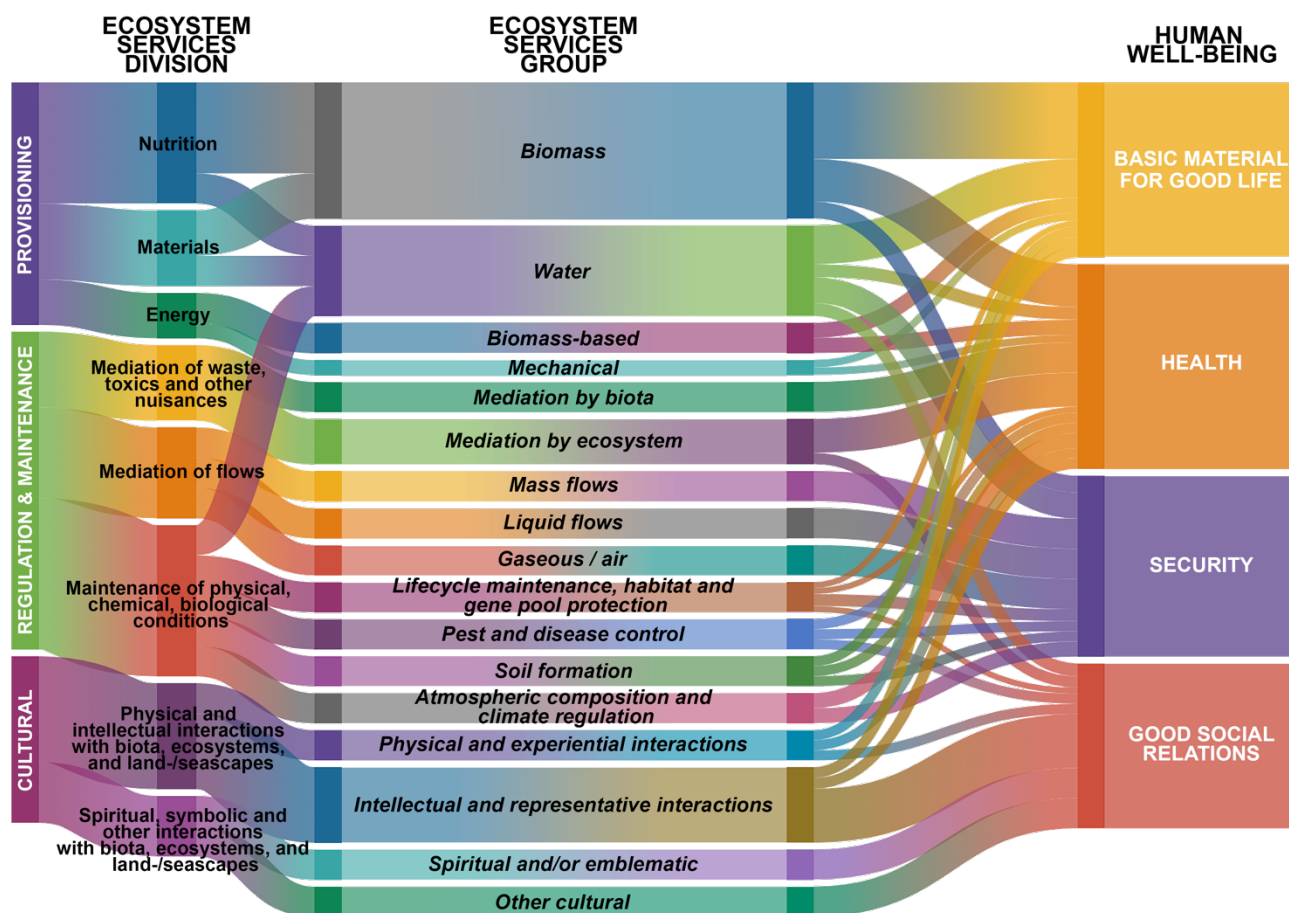 ECOSYSTEM
SERVICES
DIVISION
ECOSYSTEM
SERVICES
GROUP
HUMAN
WELL-BEING
PROVISIONING
REGULATION & MAINTENANCE
CULTURAL
Nutrition
Materials
Energy
Mediation of waste,
toxics and other
nuisances
Mediation of flows
Maintenance of physical,
chemical, biological
conditions
Physical and
intellectual interactions
with biota, ecosystems,
and land-/seascapes
Spiritual, symbolic and
other interactions
with biota, ecosystems, and
land-/seascapes
Biomass
Water
Biomass-based
Mechanical
Mediation by biota
Mediation by ecosystem
Mass flows
Liquid flows
Gaseous / air
Lifecycle maintenance, habitat and
gene pool protection
Pest and disease control
Soil formation
Atmospheric composition and
climate regulation
Physical and experiential interactions
Intellectual and representative interactions
Spiritual and/or emblematic
Other cultural
BASIC MATERIAL
FOR GOOD LIFE
HEALTH
SECURITY
GOOD SOCIAL
RELATIONS